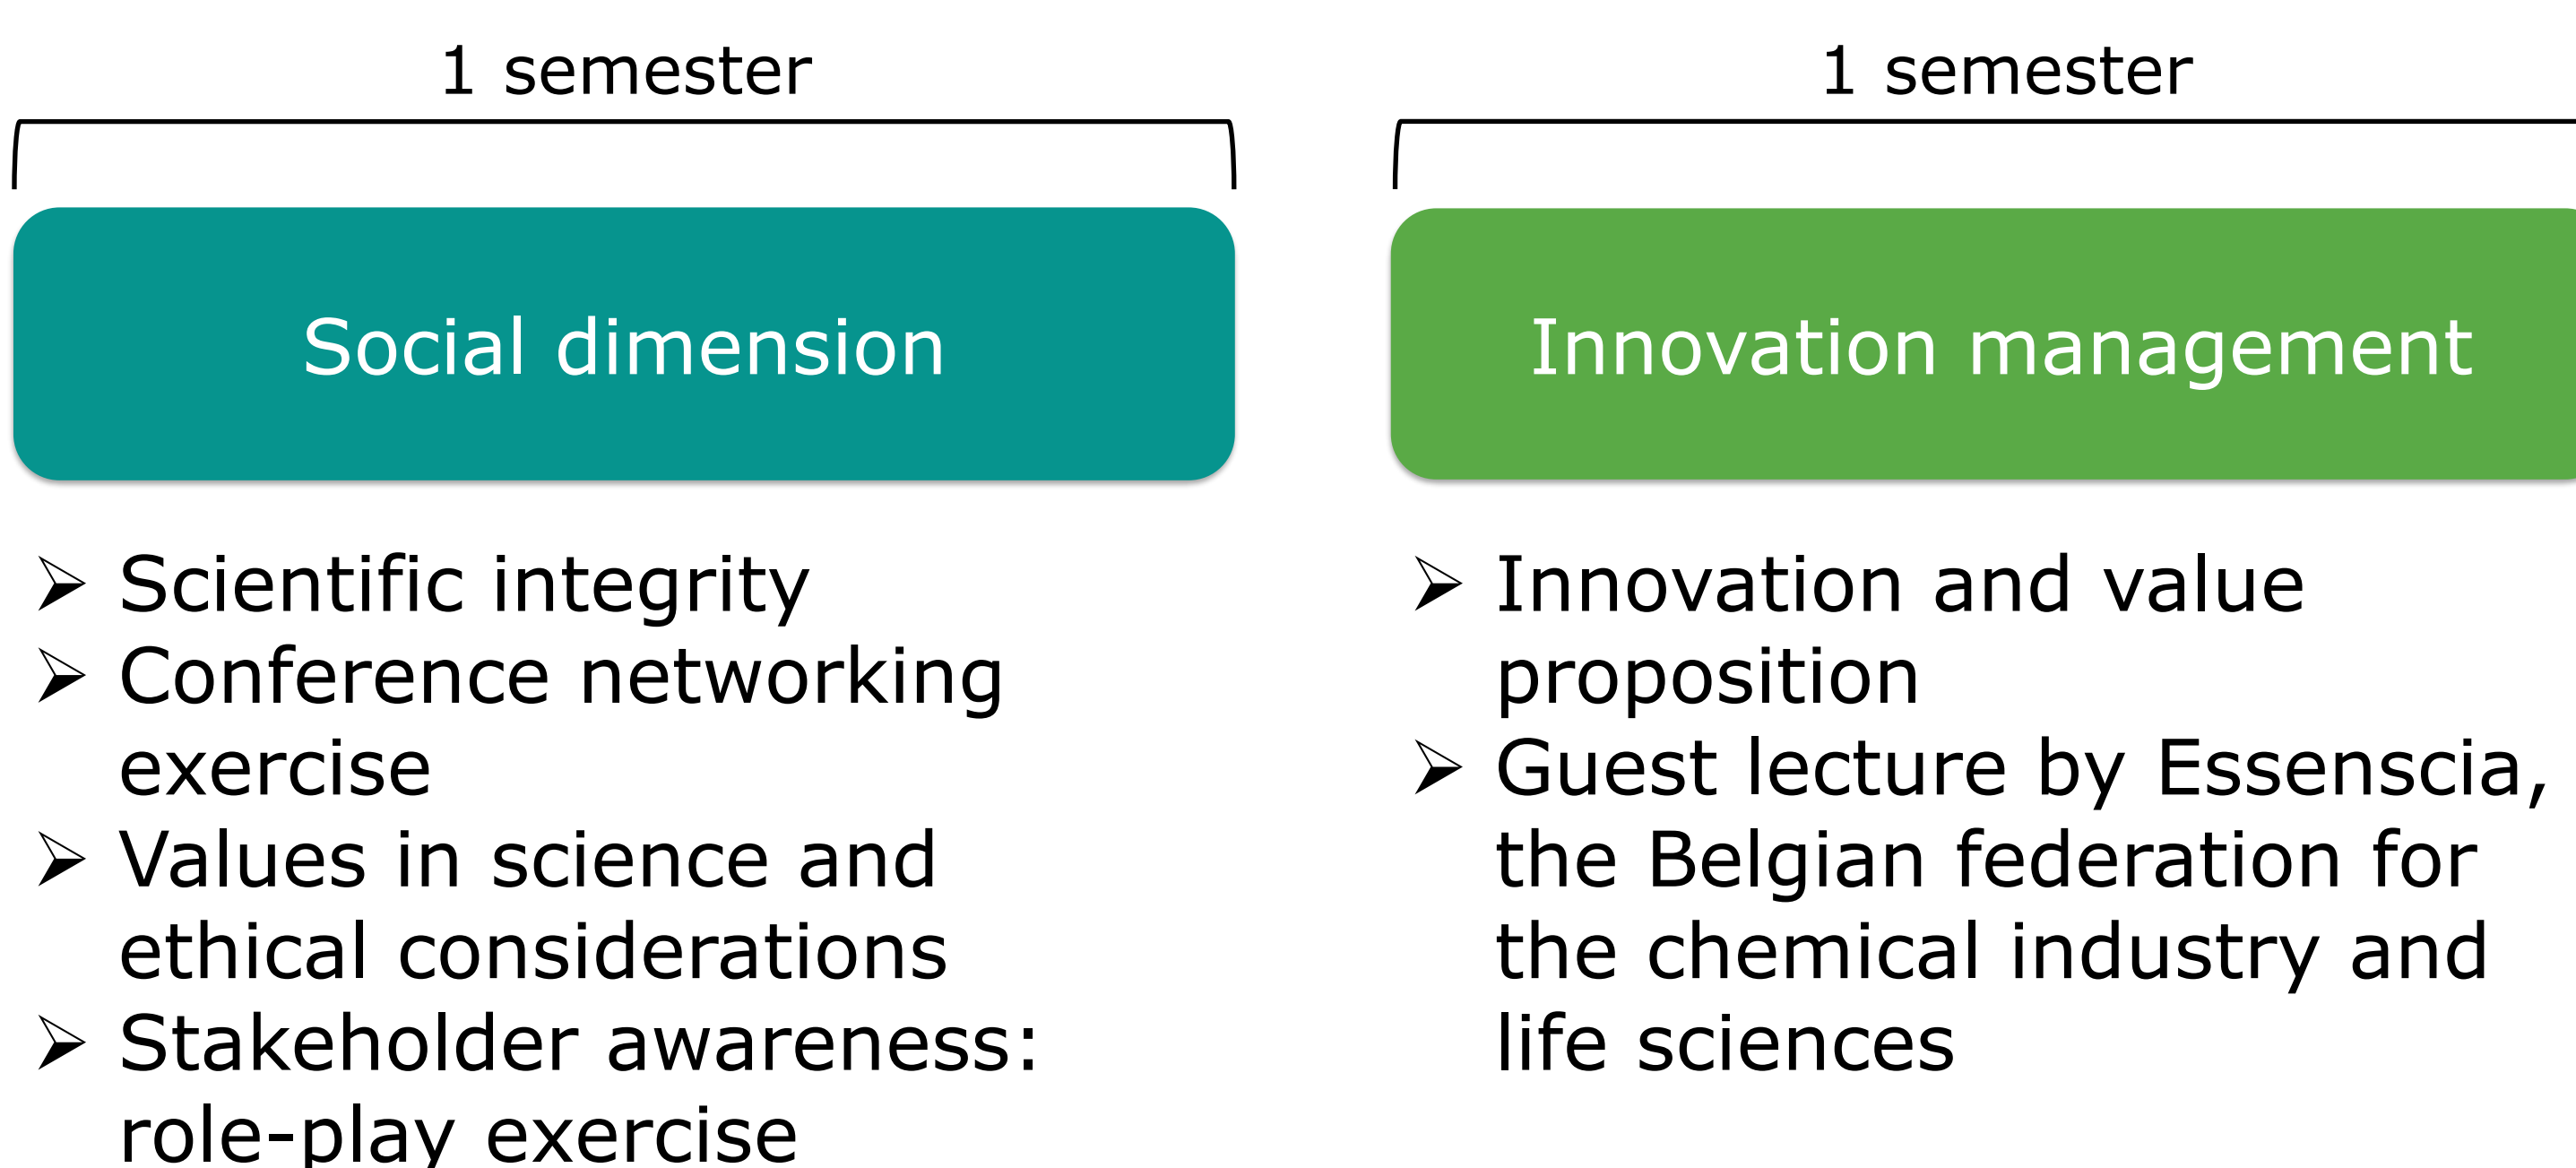 1 semester
Social dimension
➢ Scientific integrity
➢ Conference networking
exercise
➢ Values in science and
ethical considerations
➢ Stakeholder awareness:
role-play exercise
1 semester
Innovation management
➢ Innovation and value
proposition
➢ Guest lecture by Essenscia,
the Belgian federation for
the chemical industry and
life sciences